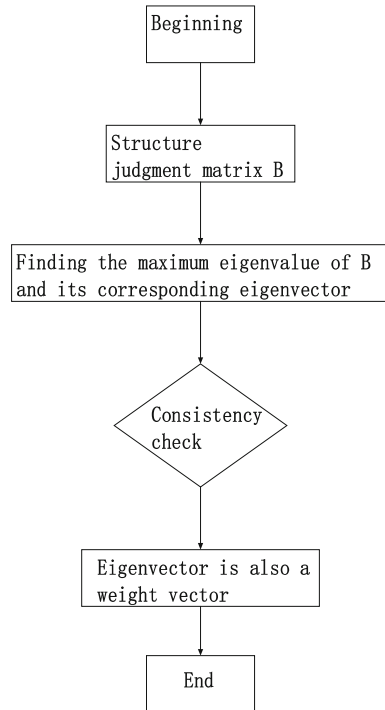 Beginning
Structure
judgment matrix B
Finding the maximum eigenvalue of B
and its corresponding eigenvector
Consistency
check
Eigenvector is also a
weight vector
End